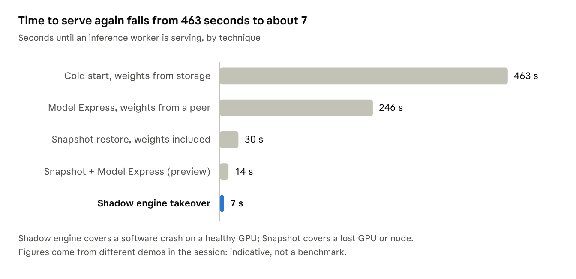 Time to serve again falls from 463 seconds to about 7
Seconds until an inference worker is serving, by technique
Cold start, weights from storage 463 s
Model Express, weights from a peer 246 s
Snapshot restore, weights included 30 s
Snapshot + Model Express (preview) 14 s
Shadow engine takeover 7 s
Shadow engine covers a software crash on a healthy GPU; Snapshot covers a lost GPU or node.
Figures come from different demos in the session: indicative, not a benchmark.